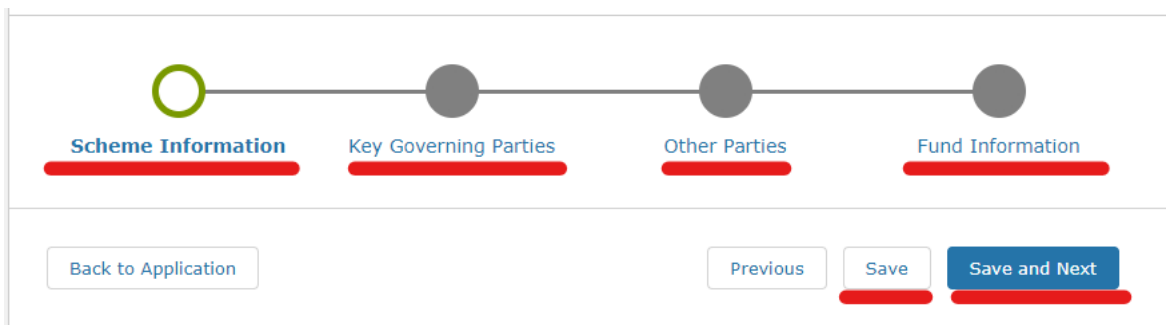 Scheme Information Key Governing Parties Other Parties Fund Information
Back to Application Previous Save Save and Next